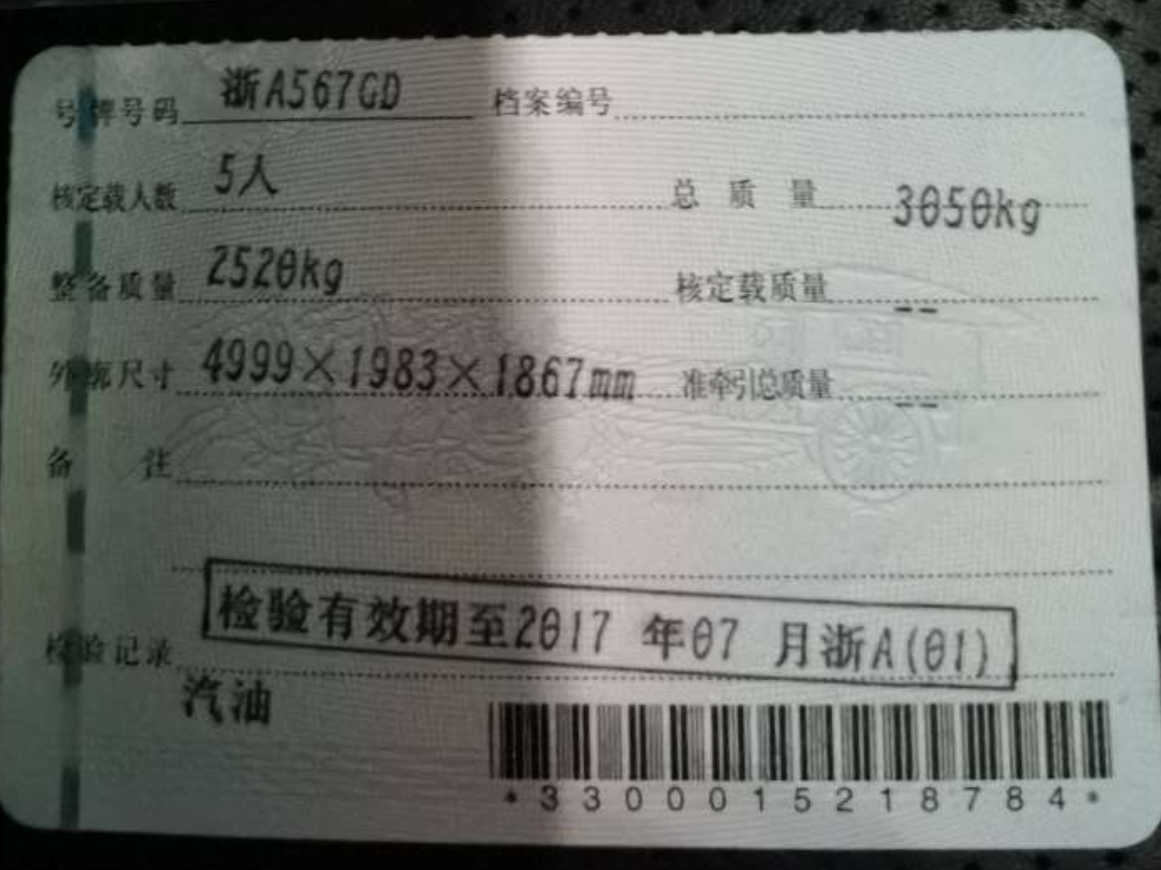 号牌号码 浙A567GD 档案编号
核定载人数 5人 总质量 3050kg
整备质量 2520kg 核定载质量 --
外廓尺寸 4999×1983×1867mm 准牵引总质量 --
备注
检验有效期至2017 年07 月浙A(01)
检验记录
汽油
*3300015218784*